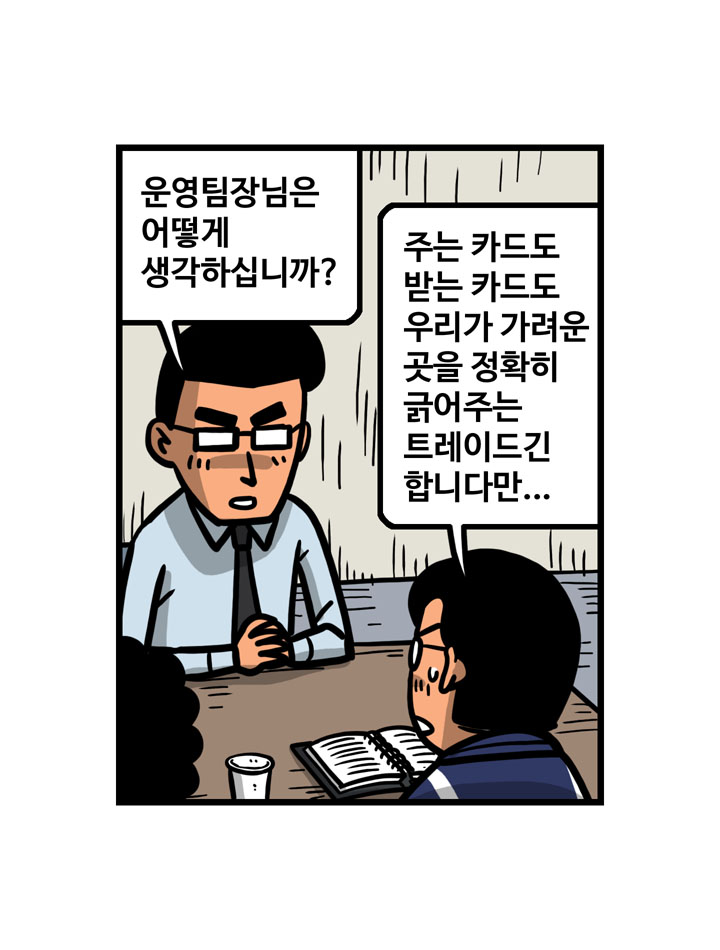 운영팀장님은
어떻게
생각하십니까?
주는 카드도
받는 카드도
우리가 가려운
곳을 정확히
긁어주는
트레이드긴
합니다만...